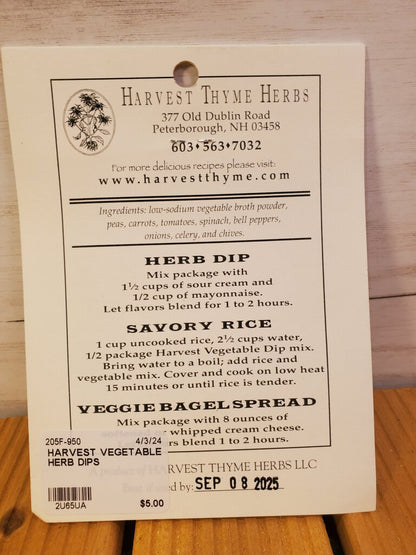 HARVEST THYME HERBS
377 Old Dublin Road
Peterborough, NH 03458
603♦563♦7032
For more delicious recipes please visit:
www.harvestthyme.com
Ingredients: low-sodium vegetable broth powder,
peas, carrots, tomatoes, spinach, bell peppers,
onions, celery, and chives.
HERB DIP
Mix package with
1½ cups of sour cream and
1/2 cup of mayonnaise.
Let flavors blend for 1 to 2 hours.
SAVORY RICE
1 cup uncooked rice, 2½ cups water,
1/2 package Harvest Vegetable Dip mix.
Bring water to a boil; add rice and
vegetable mix. Cover and cook on low heat
15 minutes or until rice is tender.
VEGGIE BAGEL SPREAD
Mix package with 8 ounces of
whipped cream cheese.
rs blend 1 to 2 hours.
ARVEST THYME HERBS LLC
d by: SEP 08 2025
205F-950 4/3/24
HARVEST VEGETABLE
HERB DIPS
2U65UA $5.00